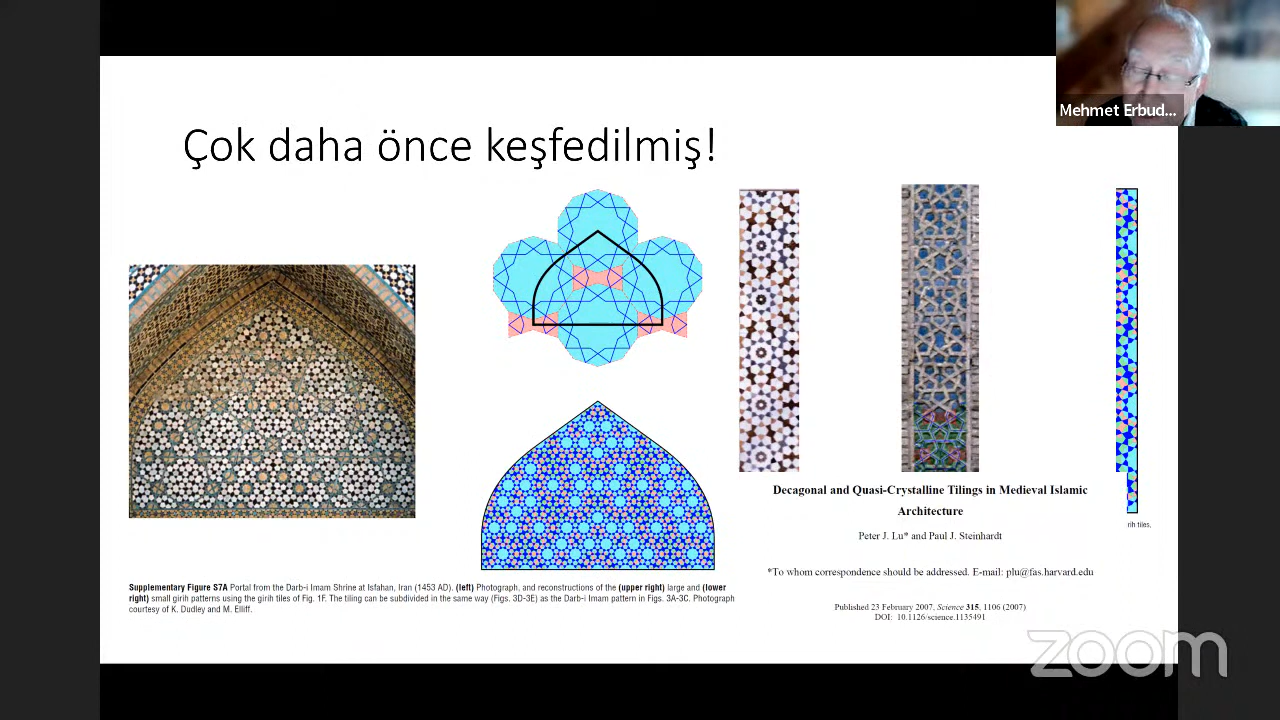 Mehmet Erbud...
Çok daha önce keşfedilmiş!
Decagonal and Quasi-Crystalline Tilings in Medieval Islamic
Architecture
Peter J. Lu* and Paul J. Steinhardt
rih tiles,
*To whom correspondence should be addressed. E-mail: plu@fas.harvard.edu
Supplementary Figure S7A Portal from the Darb-i Imam Shrine at Isfahan, Iran (1453 AD). (left) Photograph, and reconstructions of the (upper right) large and (lower
right) small girih patterns using the girih tiles of Fig. 1F. The tiling can be subdivided in the same way (Figs. 3D-3E) as the Darb-i Imam pattern in Figs. 3A-3C. Photograph
courtesy of K. Dudley and M. Elliff.
Published 23 February 2007, Science 315, 1106 (2007)
DOI: 10.1126/science.1135491
zoom